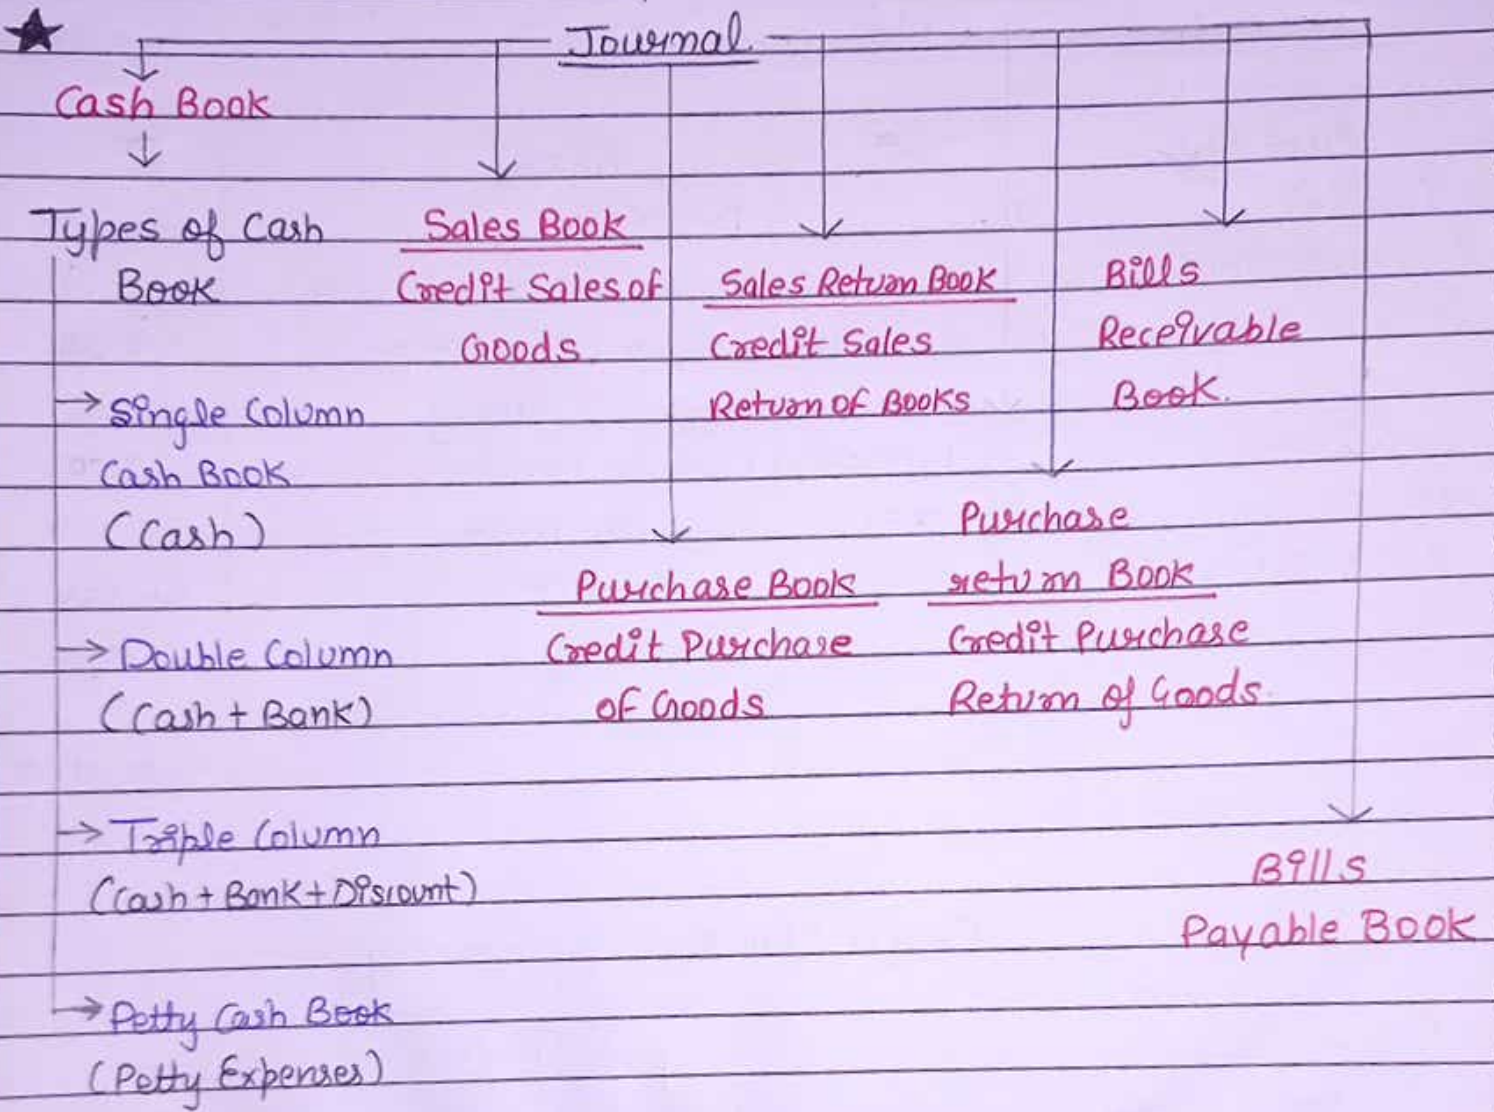 Journal.
Cash Book
Types of Cash
Book
Single Column
Cash Book
(Cash)
Double Column
(Cash + Bank)
Triple Column
(Cash + Bank + Discount)
Petty Cash Book
(Petty Expenses)
Sales Book
Credit Sales of
Goods
Purchase Book
Credit Purchase
of Goods
Sales Return Book
Credit Sales
Return of Books
Purchase
return Book
Credit Purchase
Return of Goods.
Bills
Receivable
Book.
Bills
Payable Book